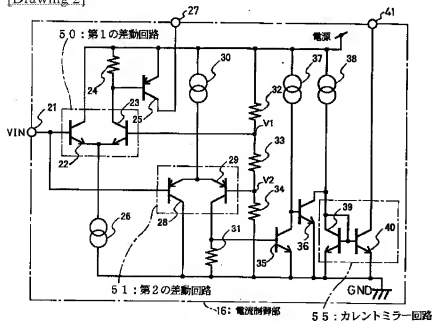 [Drawing 2]
50:第1の差動回路
27
41
電源
30
37
38
24
32
21
23
25
V1
VIN
22
33
29
V2
34
39
26
28
31
35
36
40
51:第2の差動回路
GND
16:電流制御部
55:カレントミラー回路